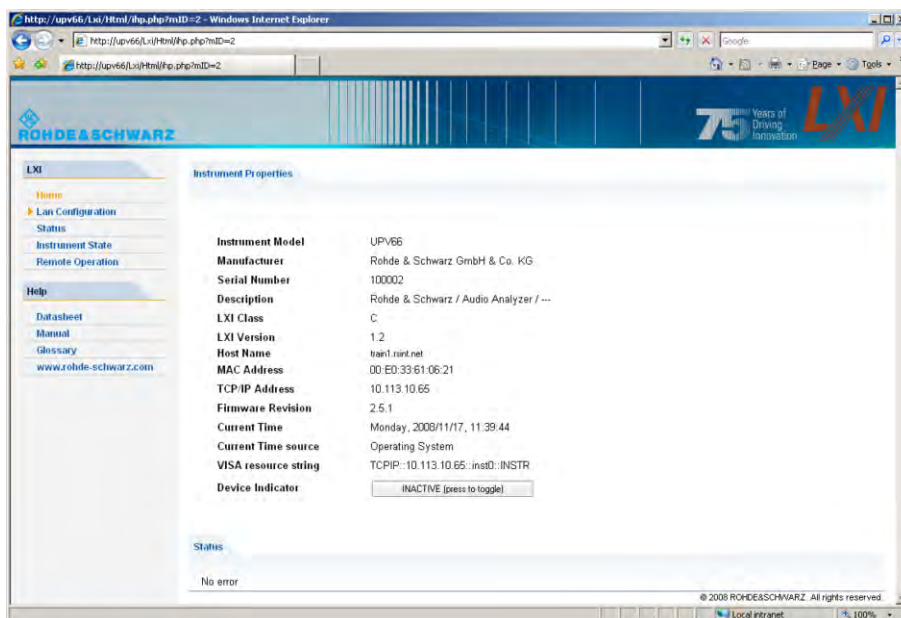 http://upv66/Lxi/Html/ihp.php?mID=2 - Windows Internet Explorer
http://upv66/Lxi/Html/ihp.php?mID=2
Google
http://upv66/Lxi/Html/ihp.php?mID=2
Page
Tools
ROHDE&SCHWARZ
75 Years of Driving Innovation
LXI
LXI
Home
Lan Configuration
Status
Instrument State
Remote Operation
Help
Datasheet
Manual
Glossary
www.rohde-schwarz.com
Instrument Properties
Instrument Model UPV66
Manufacturer Rohde & Schwarz GmbH & Co. KG
Serial Number 100002
Description Rohde & Schwarz / Audio Analyzer / ---
LXI Class C
LXI Version 1.2
Host Name train1.rsint.net
MAC Address 00:E0:33:61:06:21
TCP/IP Address 10.113.10.65
Firmware Revision 2.5.1
Current Time Monday, 2008/11/17, 11:39:44
Current Time source Operating System
VISA resource string TCPIP::10.113.10.65::inst0::INSTR
Device Indicator INACTIVE (press to toggle)
Status
No error
© 2008 ROHDE&SCHWARZ. All rights reserved.
Local intranet
100%